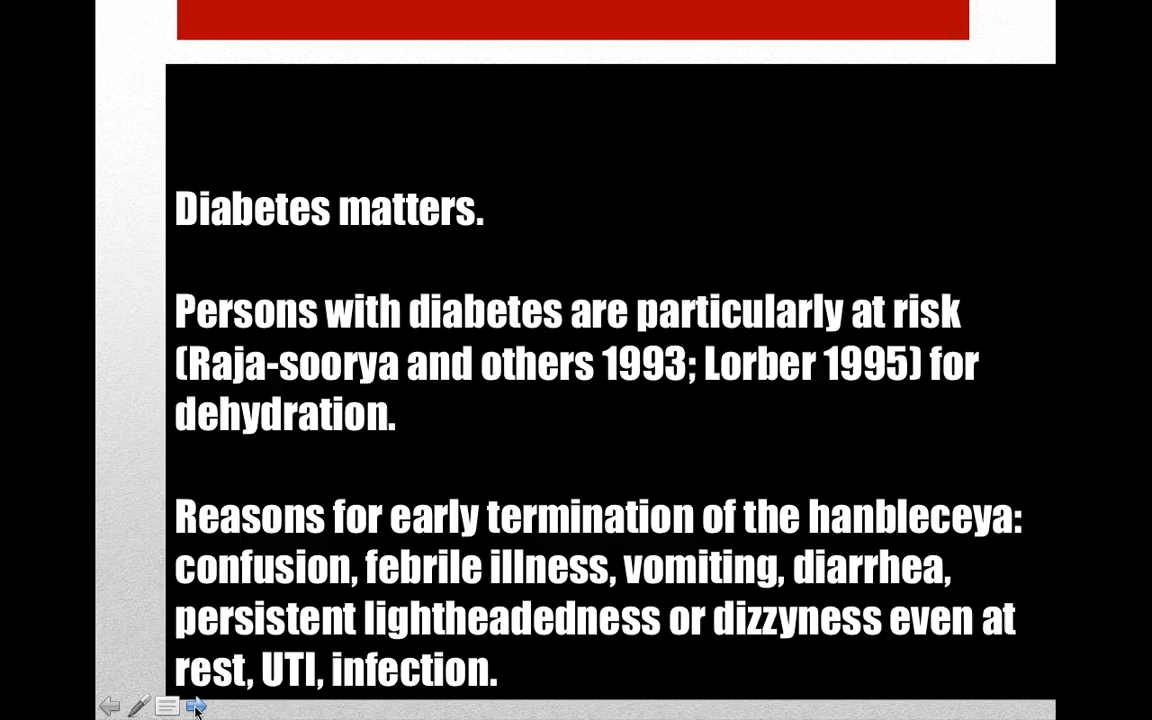 Diabetes matters.
Persons with diabetes are particularly at risk
(Raja-soorya and others 1993; Lorber 1995) for
dehydration.
Reasons for early termination of the hanbleceya:
confusion, febrile illness, vomiting, diarrhea,
persistent lightheadedness or dizzyness even at
rest, UTI, infection.